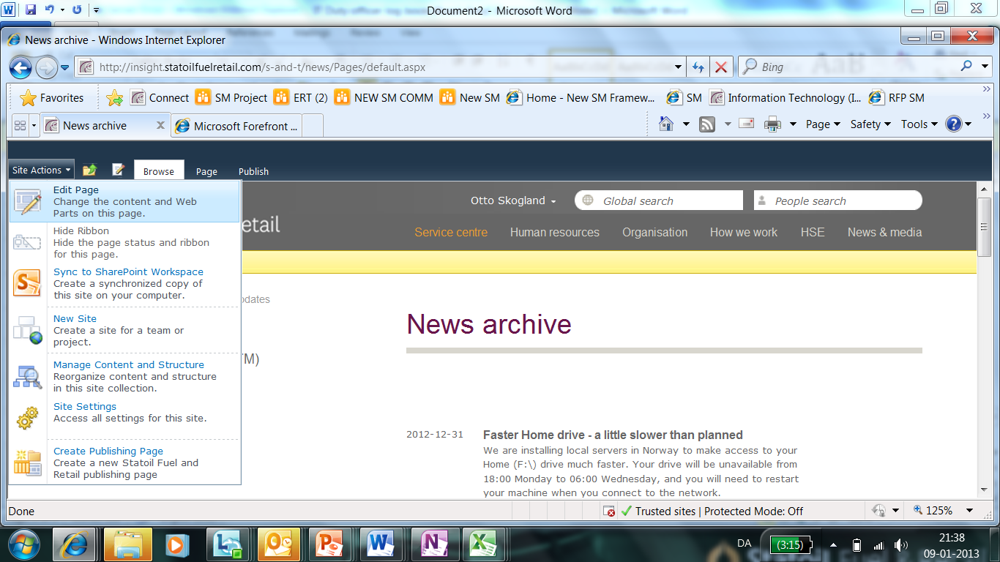 Document2 - Microsoft Word
News archive - Windows Internet Explorer
http://insight.statoilfuelretail.com/s-and-t/news/Pages/default.aspx
Bing
Favorites
Connect
SM Project
ERT (2)
NEW SM COMM
New SM
Home - New SM Framew...
SM
Information Technology (I...
RFP SM
News archive
Microsoft Forefront ...
Page
Safety
Tools
Site Actions
Browse
Page
Publish
Edit Page
Change the content and Web
Parts on this page.
Hide Ribbon
Hide the page status and ribbon
for this page.
Sync to SharePoint Workspace
Create a synchronized copy of
this site on your computer.
New Site
Create a site for a team or
project.
Manage Content and Structure
Reorganize content and structure
in this site collection.
Site Settings
Access all settings for this site.
Create Publishing Page
Create a new Statoil Fuel and
Retail publishing page
Otto Skogland
Global search
People search
etail
Service centre
Human resources
Organisation
How we work
HSE
News & media
dates
News archive
M)
2012-12-31
Faster Home drive - a little slower than planned
We are installing local servers in Norway to make access to your
Home (F:\) drive much faster. Your drive will be unavailable from
18:00 Monday to 06:00 Wednesday, and you will need to restart
your machine when you connect to the network.
Done
Trusted sites | Protected Mode: Off
125%
DA
(3:15)
21:38
09-01-2013